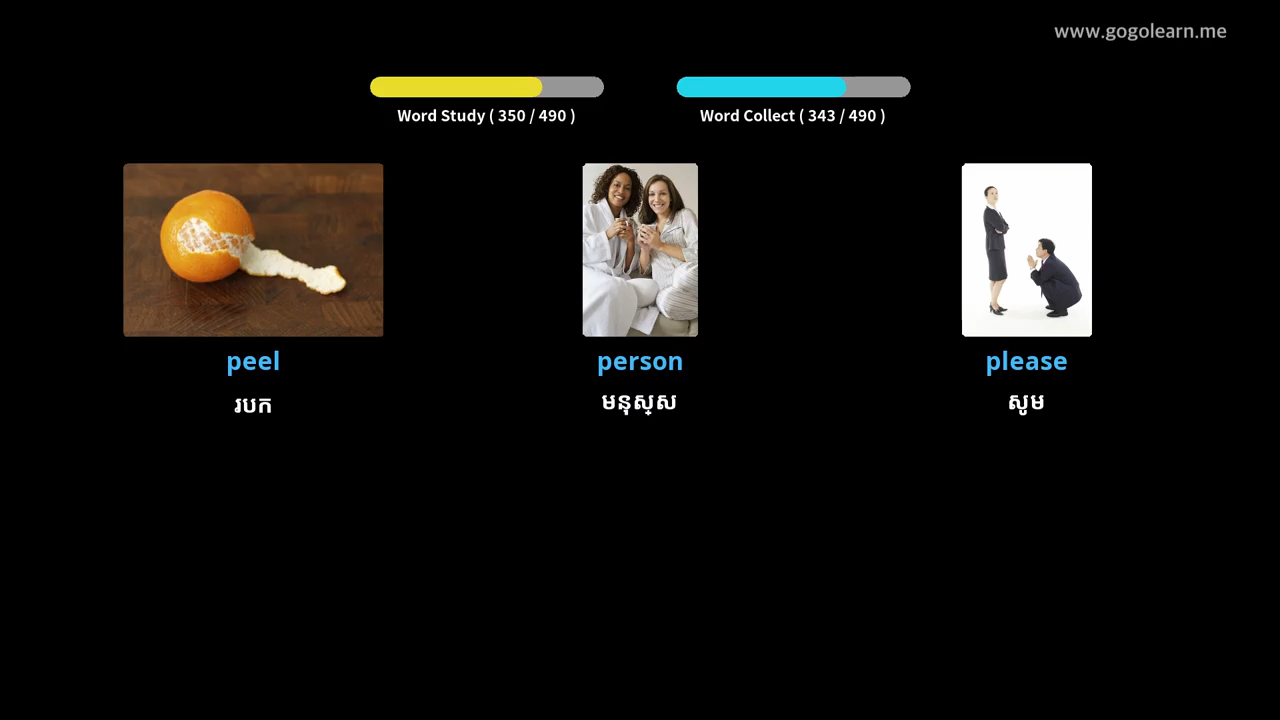 www.gogolearn.me
Word Study ( 350 / 490 )
Word Collect ( 343 / 490 )
peel
person
please
របក
មនុស្ស
សូម